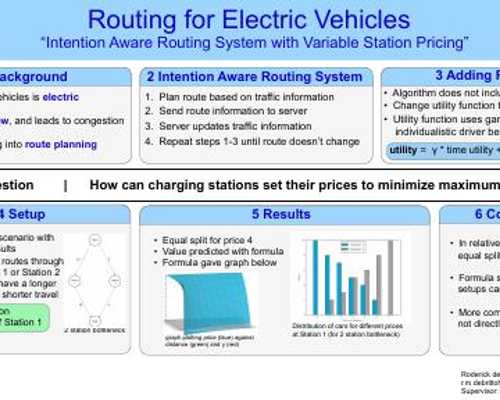 Routing for Electric Vehicles
“Intention Aware Routing System with Variable Station Pricing”
ackground
ehicles is electric
w, and leads to congestion
g into route planning
2 Intention Aware Routing System
1. Plan route based on traffic information
2. Send route information to server
3. Server updates traffic information
4. Repeat steps 1-3 until route doesn't change
3 Adding P
• Algorithm does not inclu
• Change utility function
• Utility function uses gam
individualistic driver be
utility = γ * time utility +
estion | How can charging stations set their prices to minimize maximum
4 Setup
scenario with
sults
routes through
1 or Station 2
have a longer
shorter travel
on
f Station 1
2 station bottleneck
5 Results
• Equal split for price 4
• Value predicted with formula
• Formula gave graph below
graph plotting price (blue) against
distance (green) and γ (red)
Distribution of cars for different prices
at Station 1 (for 2 station bottleneck)
6 Co
• In relative
equal split
• Formula
setups ca
• More com
not direct
Roderick de
Supervisor